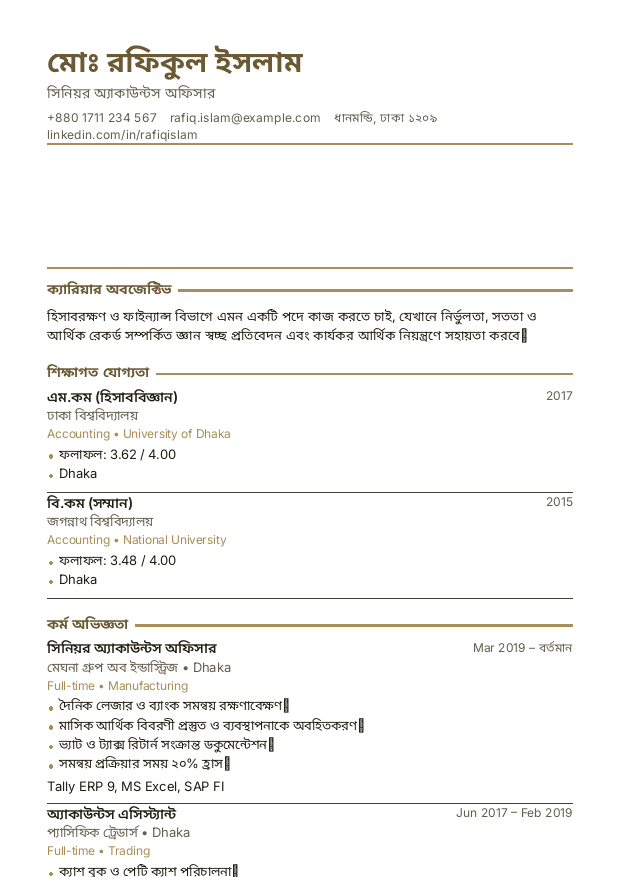 মোঃ রফিকুল ইসলাম
সিনিয়র অ্যাকাউন্টস অফিসার
+880 1711 234 567 rafiq.islam@example.com ধানমন্ডি, ঢাকা ১২০৯
linkedin.com/in/rafiqislam
ক্যারিয়ার অবজেক্টিভ
হিসাবরক্ষণ ও ফাইন্যান্স বিভাগে এমন একটি পদে কাজ করতে চাই, যেখানে নির্ভুলতা, সততা ও
আর্থিক রেকর্ড সম্পর্কিত জ্ঞান স্বচ্ছ প্রতিবেদন এবং কার্যকর আর্থিক নিয়ন্ত্রণে সহায়তা করবে
শিক্ষাগত যোগ্যতা
এম.কম (হিসাববিজ্ঞান) 2017
ঢাকা বিশ্ববিদ্যালয়
Accounting • University of Dhaka
• ফলাফল: 3.62 / 4.00
• Dhaka
বি.কম (সম্মান) 2015
জগন্নাথ বিশ্ববিদ্যালয়
Accounting • National University
• ফলাফল: 3.48 / 4.00
• Dhaka
কর্ম অভিজ্ঞতা
সিনিয়র অ্যাকাউন্টস অফিসার Mar 2019 – বর্তমান
মেঘনা গ্রুপ অব ইন্ডাস্ট্রিজ • Dhaka
Full-time • Manufacturing
• দৈনিক লেজার ও ব্যাংক সমন্বয় রক্ষণাবেক্ষণ
• মাসিক আর্থিক বিবরণী প্রস্তুত ও ব্যবস্থাপনাকে অবহিতকরণ
• ভ্যাট ও ট্যাক্স রিটার্ন সংক্রান্ত ডকুমেন্টেশন
• সমন্বয় প্রক্রিয়ার সময় ২০% হ্রাস
Tally ERP 9, MS Excel, SAP FI
অ্যাকাউন্টস এসিস্ট্যান্ট Jun 2017 – Feb 2019
প্যাসিফিক ট্রেডার্স • Dhaka
Full-time • Trading
• ক্যাশ বুক ও পেটি ক্যাশ পরিচালনা